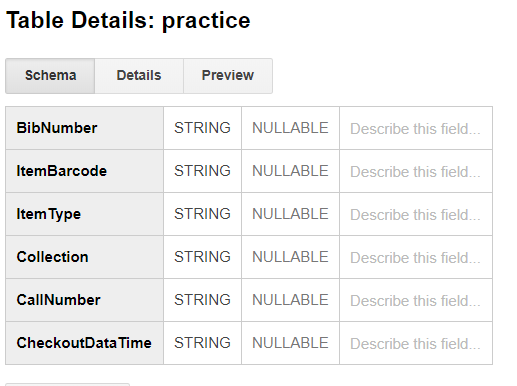 Table Details: practice
Schema Details Preview
BibNumber STRING NULLABLE Describe this field...
ItemBarcode STRING NULLABLE Describe this field...
ItemType STRING NULLABLE Describe this field...
Collection STRING NULLABLE Describe this field...
CallNumber STRING NULLABLE Describe this field...
CheckoutDataTime STRING NULLABLE Describe this field...